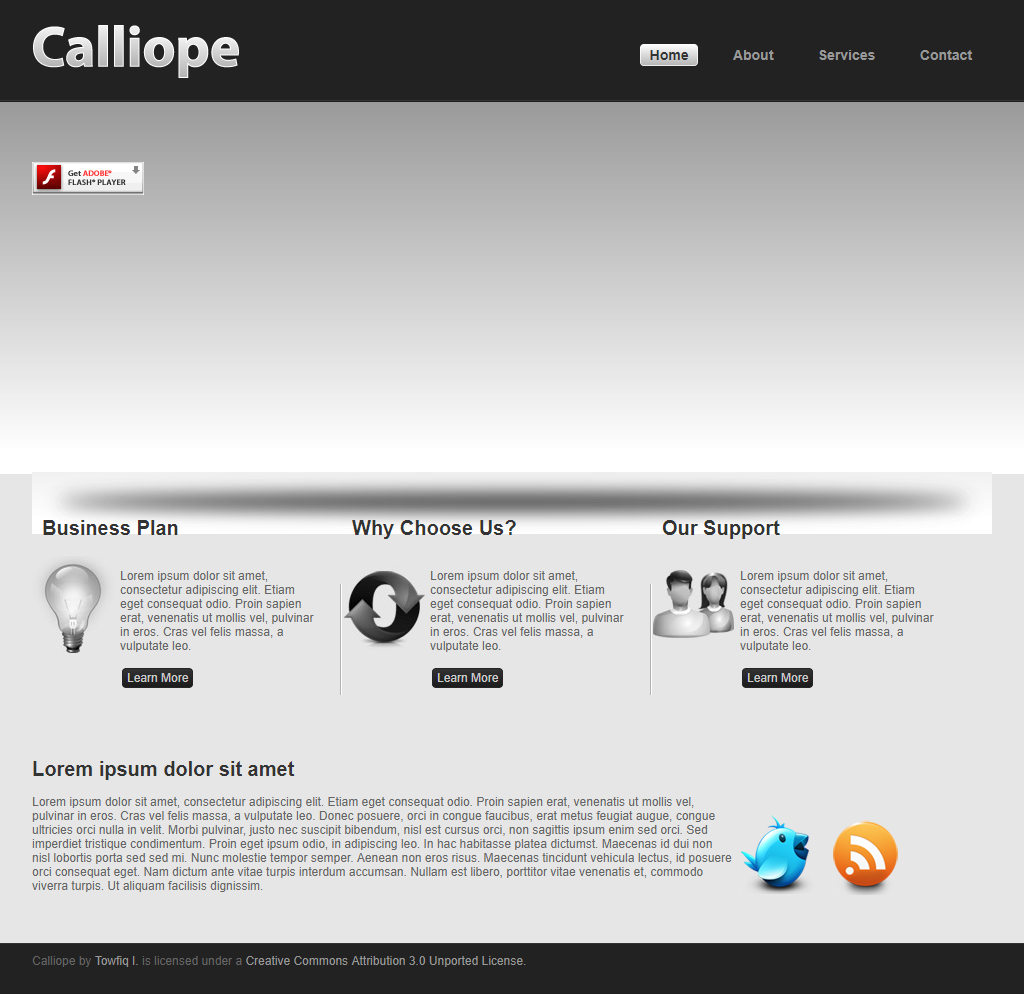 Calliope
Home About Services Contact
Get ADOBE®
FLASH® PLAYER
Business Plan
Lorem ipsum dolor sit amet,
consectetur adipiscing elit. Etiam
eget consequat odio. Proin sapien
erat, venenatis ut mollis vel, pulvinar
in eros. Cras vel felis massa, a
vulputate leo.
Learn More
Why Choose Us?
Lorem ipsum dolor sit amet,
consectetur adipiscing elit. Etiam
eget consequat odio. Proin sapien
erat, venenatis ut mollis vel, pulvinar
in eros. Cras vel felis massa, a
vulputate leo.
Learn More
Our Support
Lorem ipsum dolor sit amet,
consectetur adipiscing elit. Etiam
eget consequat odio. Proin sapien
erat, venenatis ut mollis vel, pulvinar
in eros. Cras vel felis massa, a
vulputate leo.
Learn More
Lorem ipsum dolor sit amet
Lorem ipsum dolor sit amet, consectetur adipiscing elit. Etiam eget consequat odio. Proin sapien erat, venenatis ut mollis vel,
pulvinar in eros. Cras vel felis massa, a vulputate leo. Donec posuere, orci in congue faucibus, erat metus feugiat augue, congue
ultricies orci nulla in velit. Morbi pulvinar, justo nec suscipit bibendum, nisl est cursus orci, non sagittis ipsum enim sed orci. Sed
imperdiet tristique condimentum. Proin eget ipsum odio, in adipiscing leo. In hac habitasse platea dictumst. Maecenas id dui non
nisl lobortis porta sed sed mi. Nunc molestie tempor semper. Aenean non eros risus. Maecenas tincidunt vehicula lectus, id posuere
orci consequat eget. Nam dictum ante vitae turpis interdum accumsan. Nullam est libero, porttitor vitae venenatis et, commodo
viverra turpis. Ut aliquam facilisis dignissim.
Calliope by Towfiq I. is licensed under a Creative Commons Attribution 3.0 Unported License.